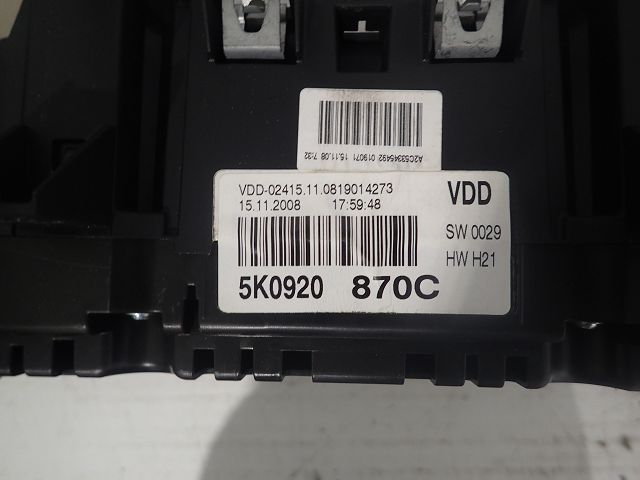 A2C53345492 019071 15.11.08 7:32
VDD-02415.11.0819014273 VDD
15.11.2008 17:59:48 SW 0029
HW H21
5K0920 870C